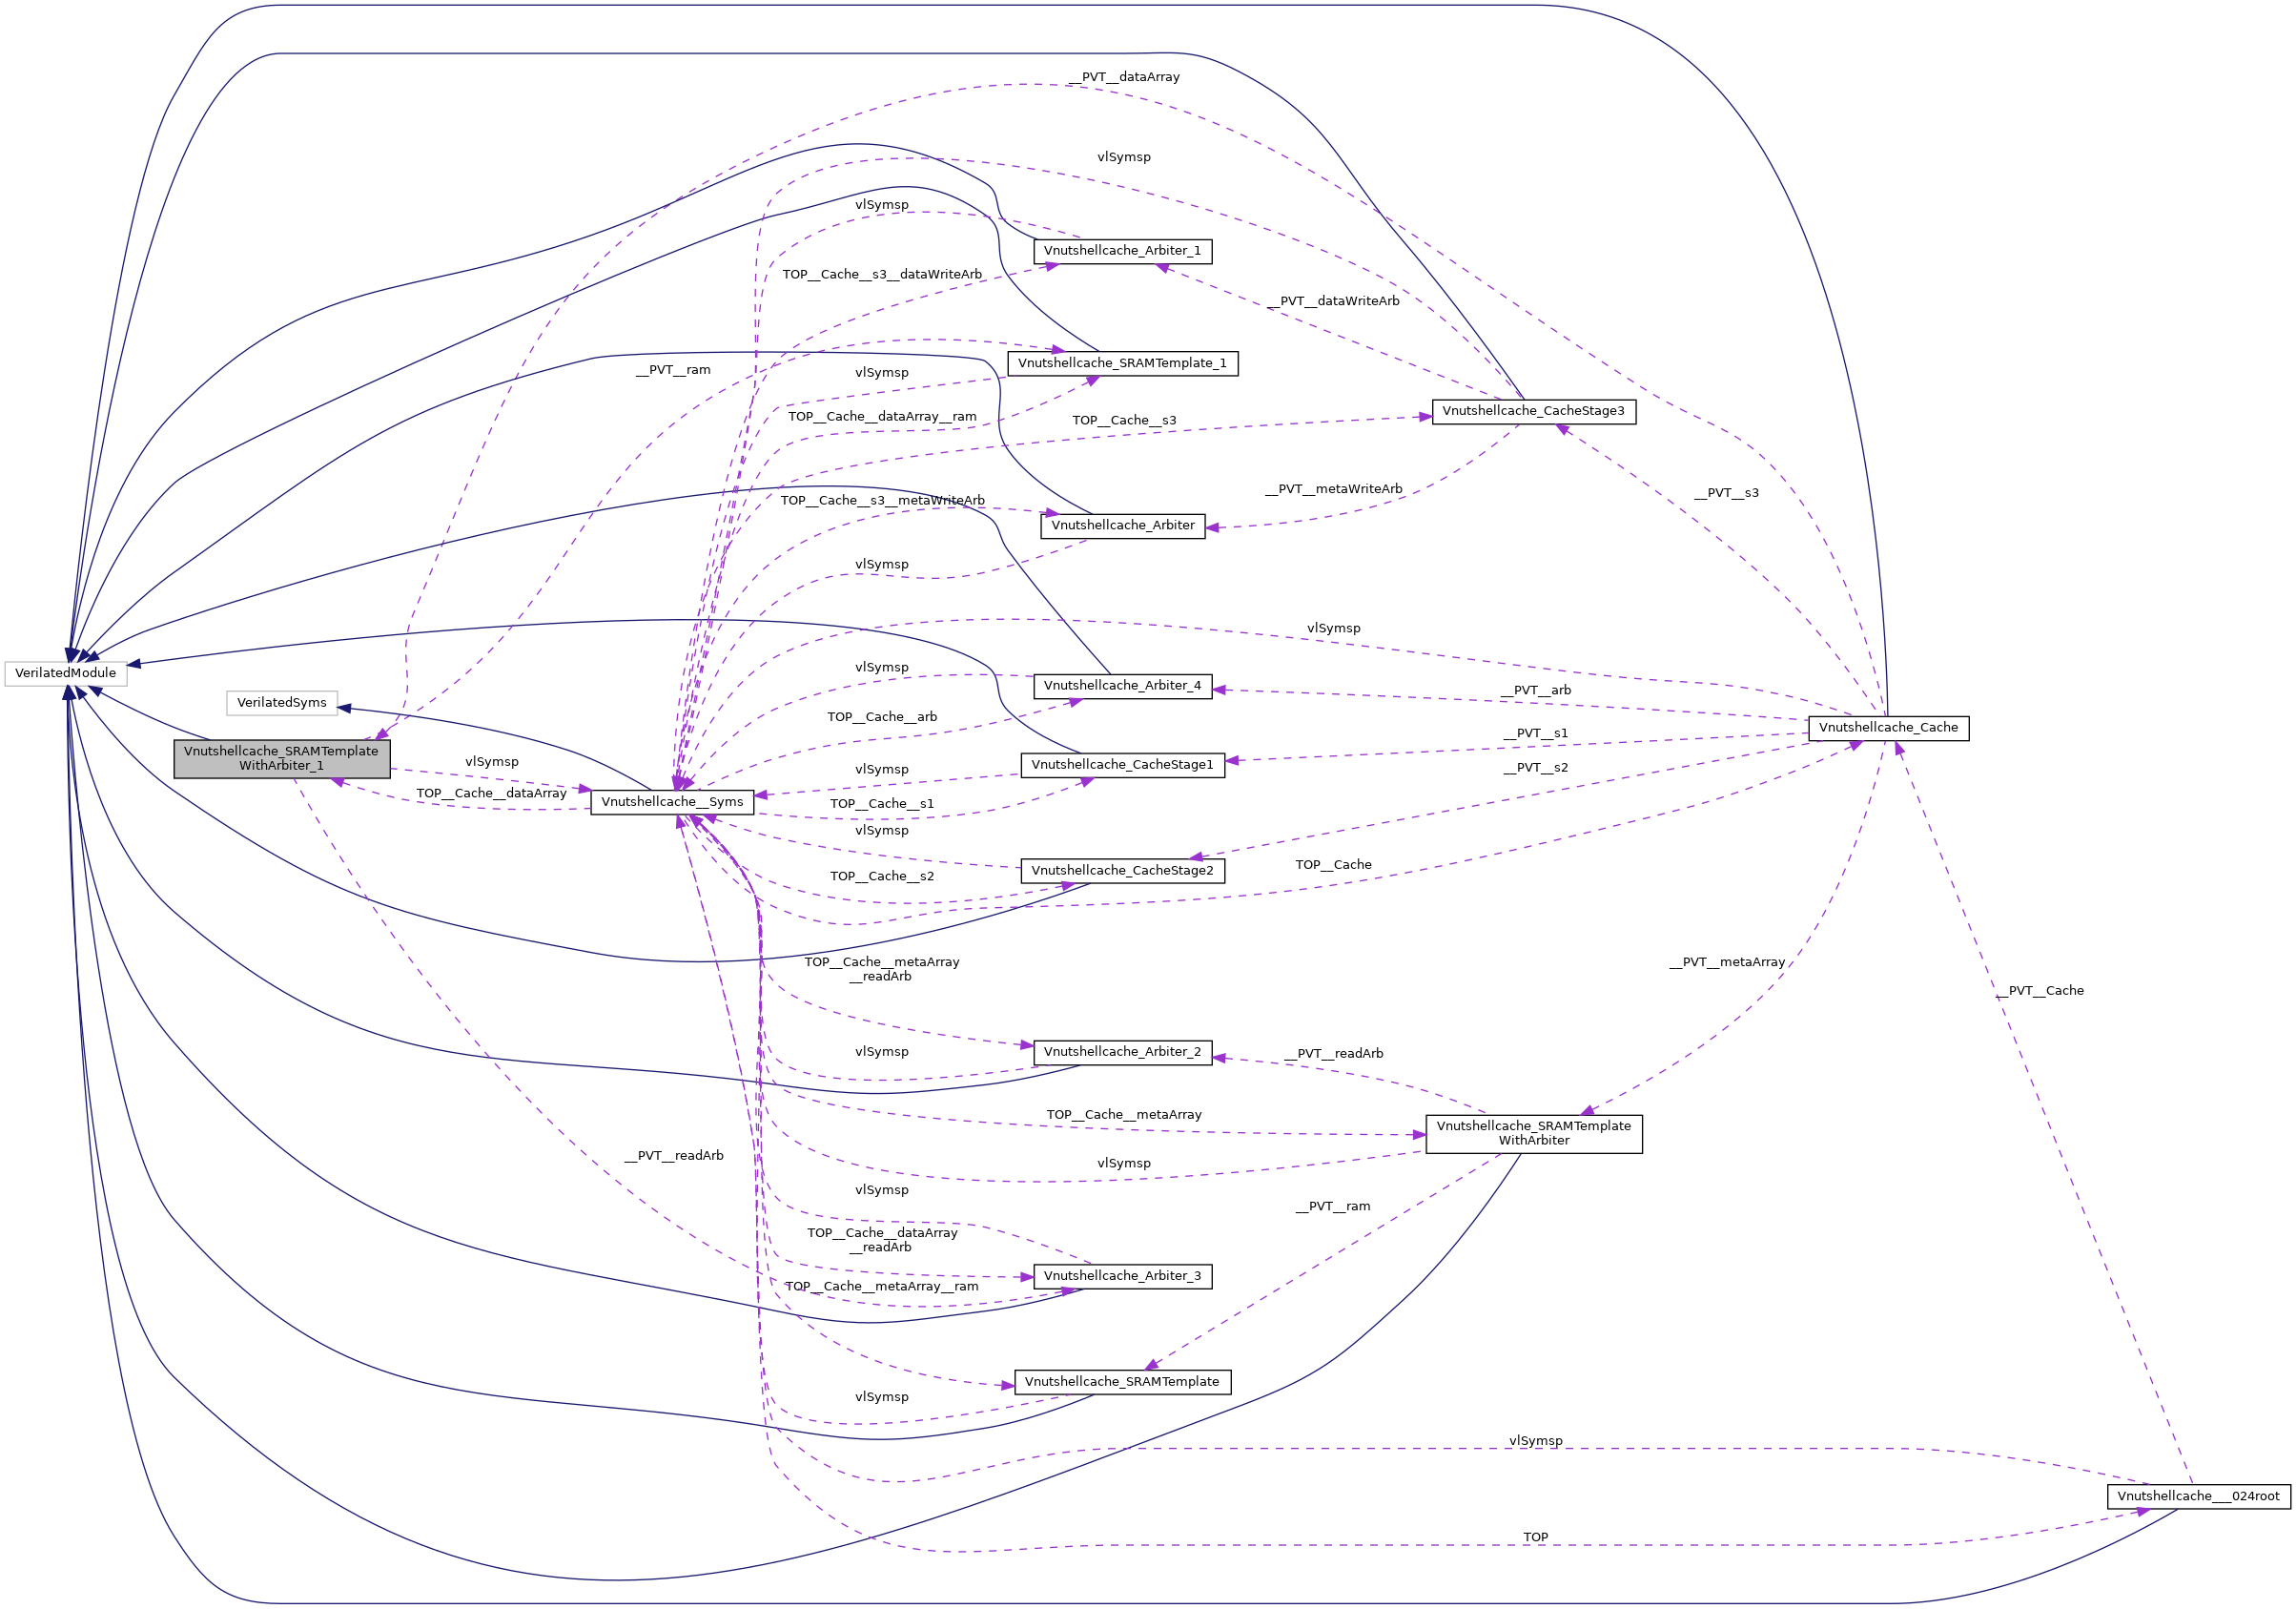 __PVT__dataArray
vlSymsp
vlSymsp
Vnutshellcache_Arbiter_1
TOP__Cache__s3__dataWriteArb
__PVT__dataWriteArb
__PVT__ram
Vnutshellcache_SRAMTemplate_1
vlSymsp
TOP__Cache__dataArray__ram
TOP__Cache__s3
Vnutshellcache_CacheStage3
__PVT__metaWriteArb
__PVT__s3
TOP__Cache__s3__metaWriteArb
Vnutshellcache_Arbiter
vlSymsp
vlSymsp
VerilatedModule
vlSymsp
Vnutshellcache_Arbiter_4
__PVT__arb
VerilatedSyms
TOP__Cache__arb
Vnutshellcache_Cache
Vnutshellcache_SRAMTemplate
WithArbiter_1
vlSymsp
vlSymsp
Vnutshellcache_CacheStage1
__PVT__s1
__PVT__s2
TOP__Cache__dataArray
Vnutshellcache__Syms
TOP__Cache__s1
vlSymsp
Vnutshellcache_CacheStage2
TOP__Cache__s2
TOP__Cache
TOP__Cache__metaArray
__readArb
__PVT__metaArray
__PVT__Cache
vlSymsp
Vnutshellcache_Arbiter_2
__PVT__readArb
TOP__Cache__metaArray
Vnutshellcache_SRAMTemplate
WithArbiter
__PVT__readArb
vlSymsp
vlSymsp
__PVT__ram
TOP__Cache__dataArray
__readArb
Vnutshellcache_Arbiter_3
TOP__Cache__metaArray__ram
Vnutshellcache_SRAMTemplate
vlSymsp
vlSymsp
Vnutshellcache___024root
TOP